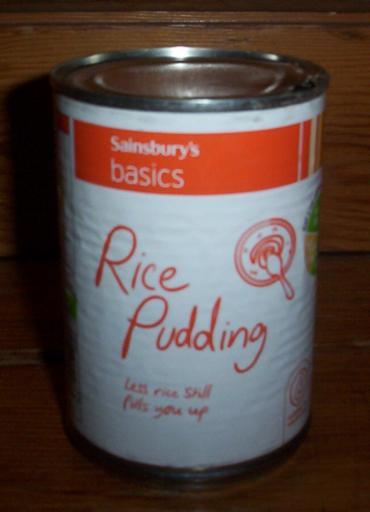 Sainsbury's
basics
Rice
Pudding
Less rice still
fills you up